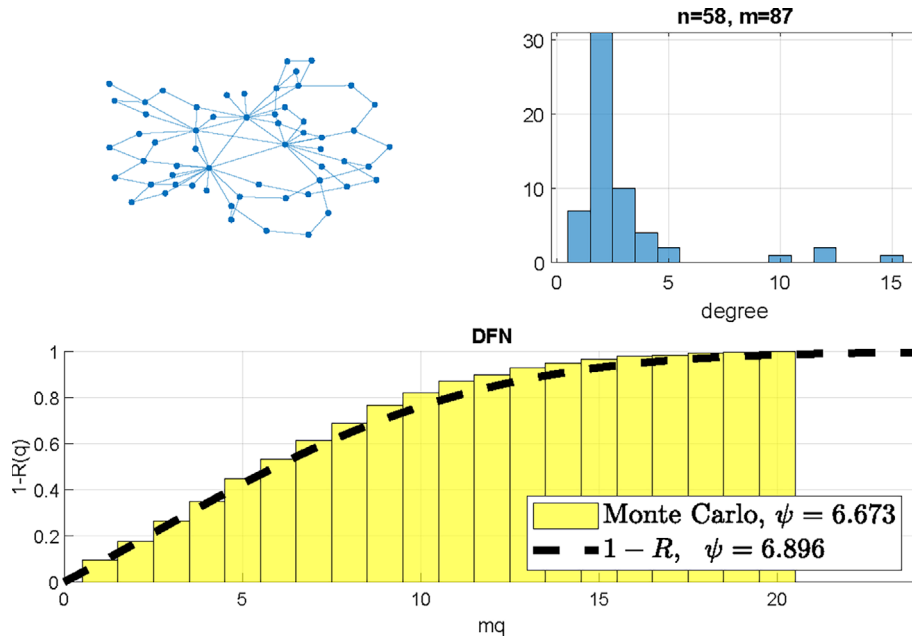 n=58, m=87
30
20
10
0
0 5 10 15
degree
DFN
1
0.8
0.6
0.4
0.2
0
1-R(q)
Monte Carlo, ψ = 6.673
1 − R, ψ = 6.896
0 5 10 15 20
mq